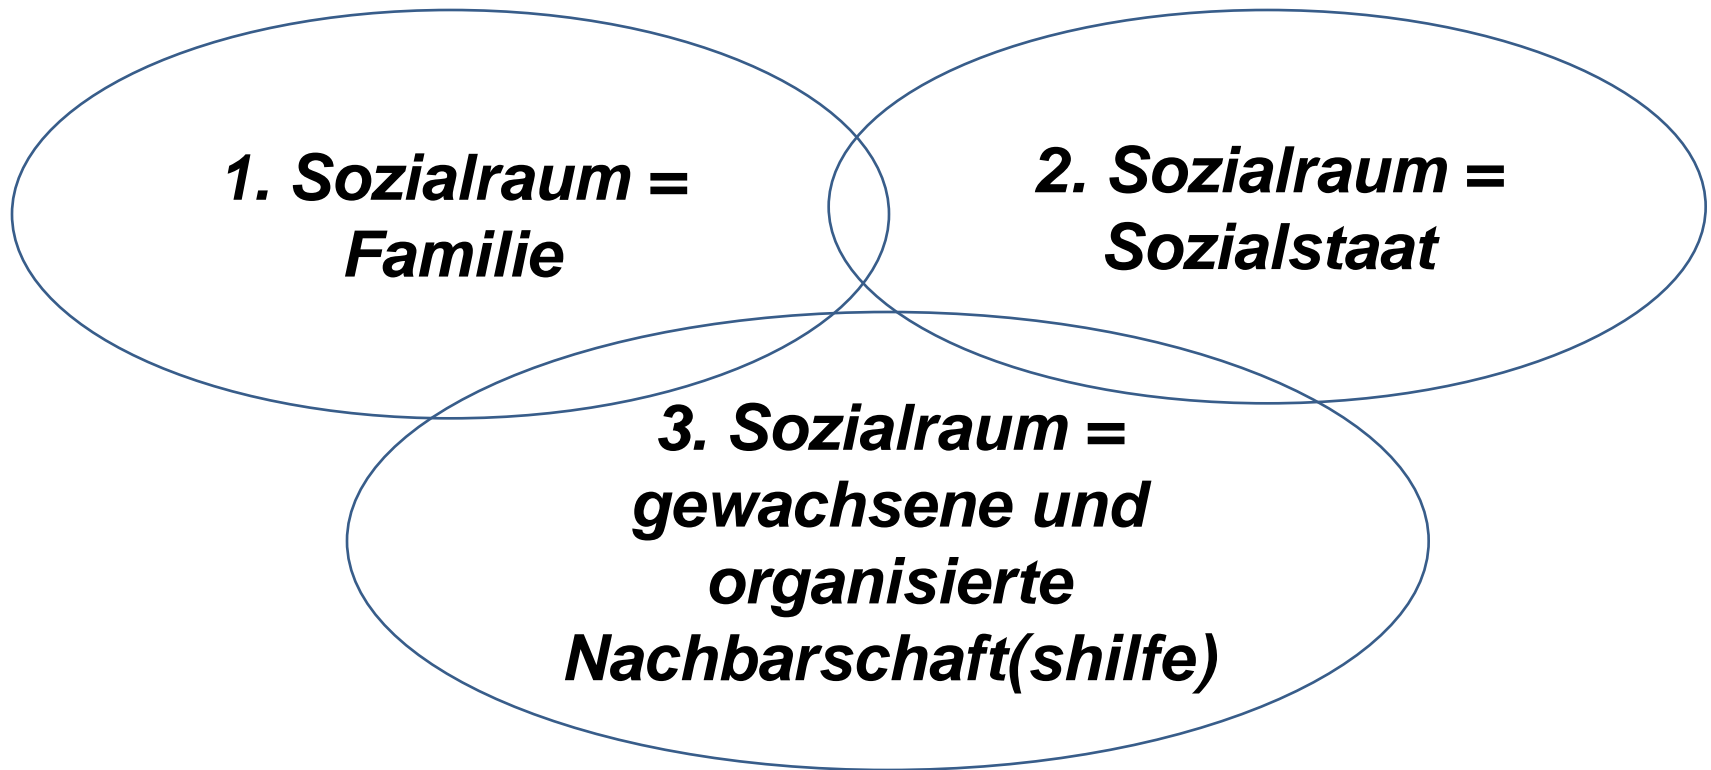 1. Sozialraum =
Familie
2. Sozialraum =
Sozialstaat
3. Sozialraum =
gewachsene und
organisierte
Nachbarschaft(shilfe)